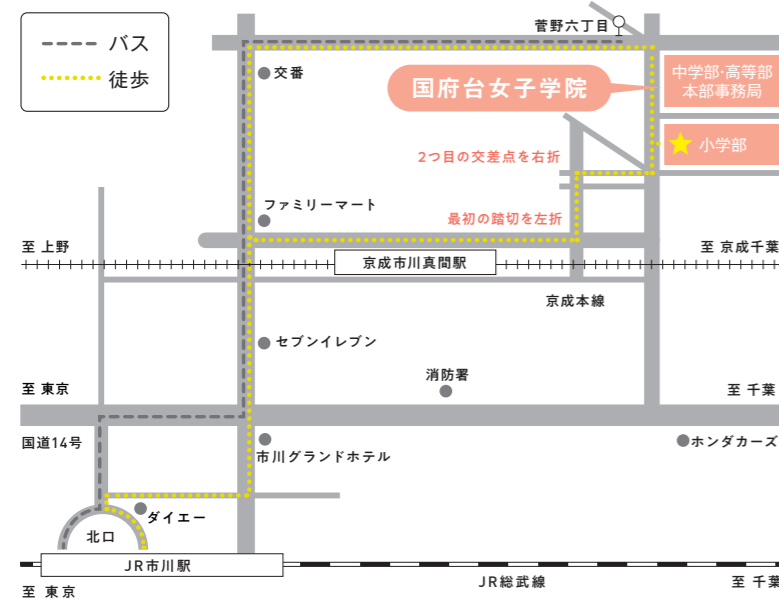 バス
徒歩
菅野六丁目
交番
国府台女子学院
中学部・高等部
本部事務局
小学部
2つ目の交差点を右折
ファミリーマート
最初の踏切を左折
至 上野
京成市川真間駅
至 京成千葉
京成本線
セブンイレブン
消防署
至 東京
至 千葉
国道14号
市川グランドホテル
ホンダカーズ
ダイエー
北口
JR市川駅
至 東京
JR総武線
至 千葉